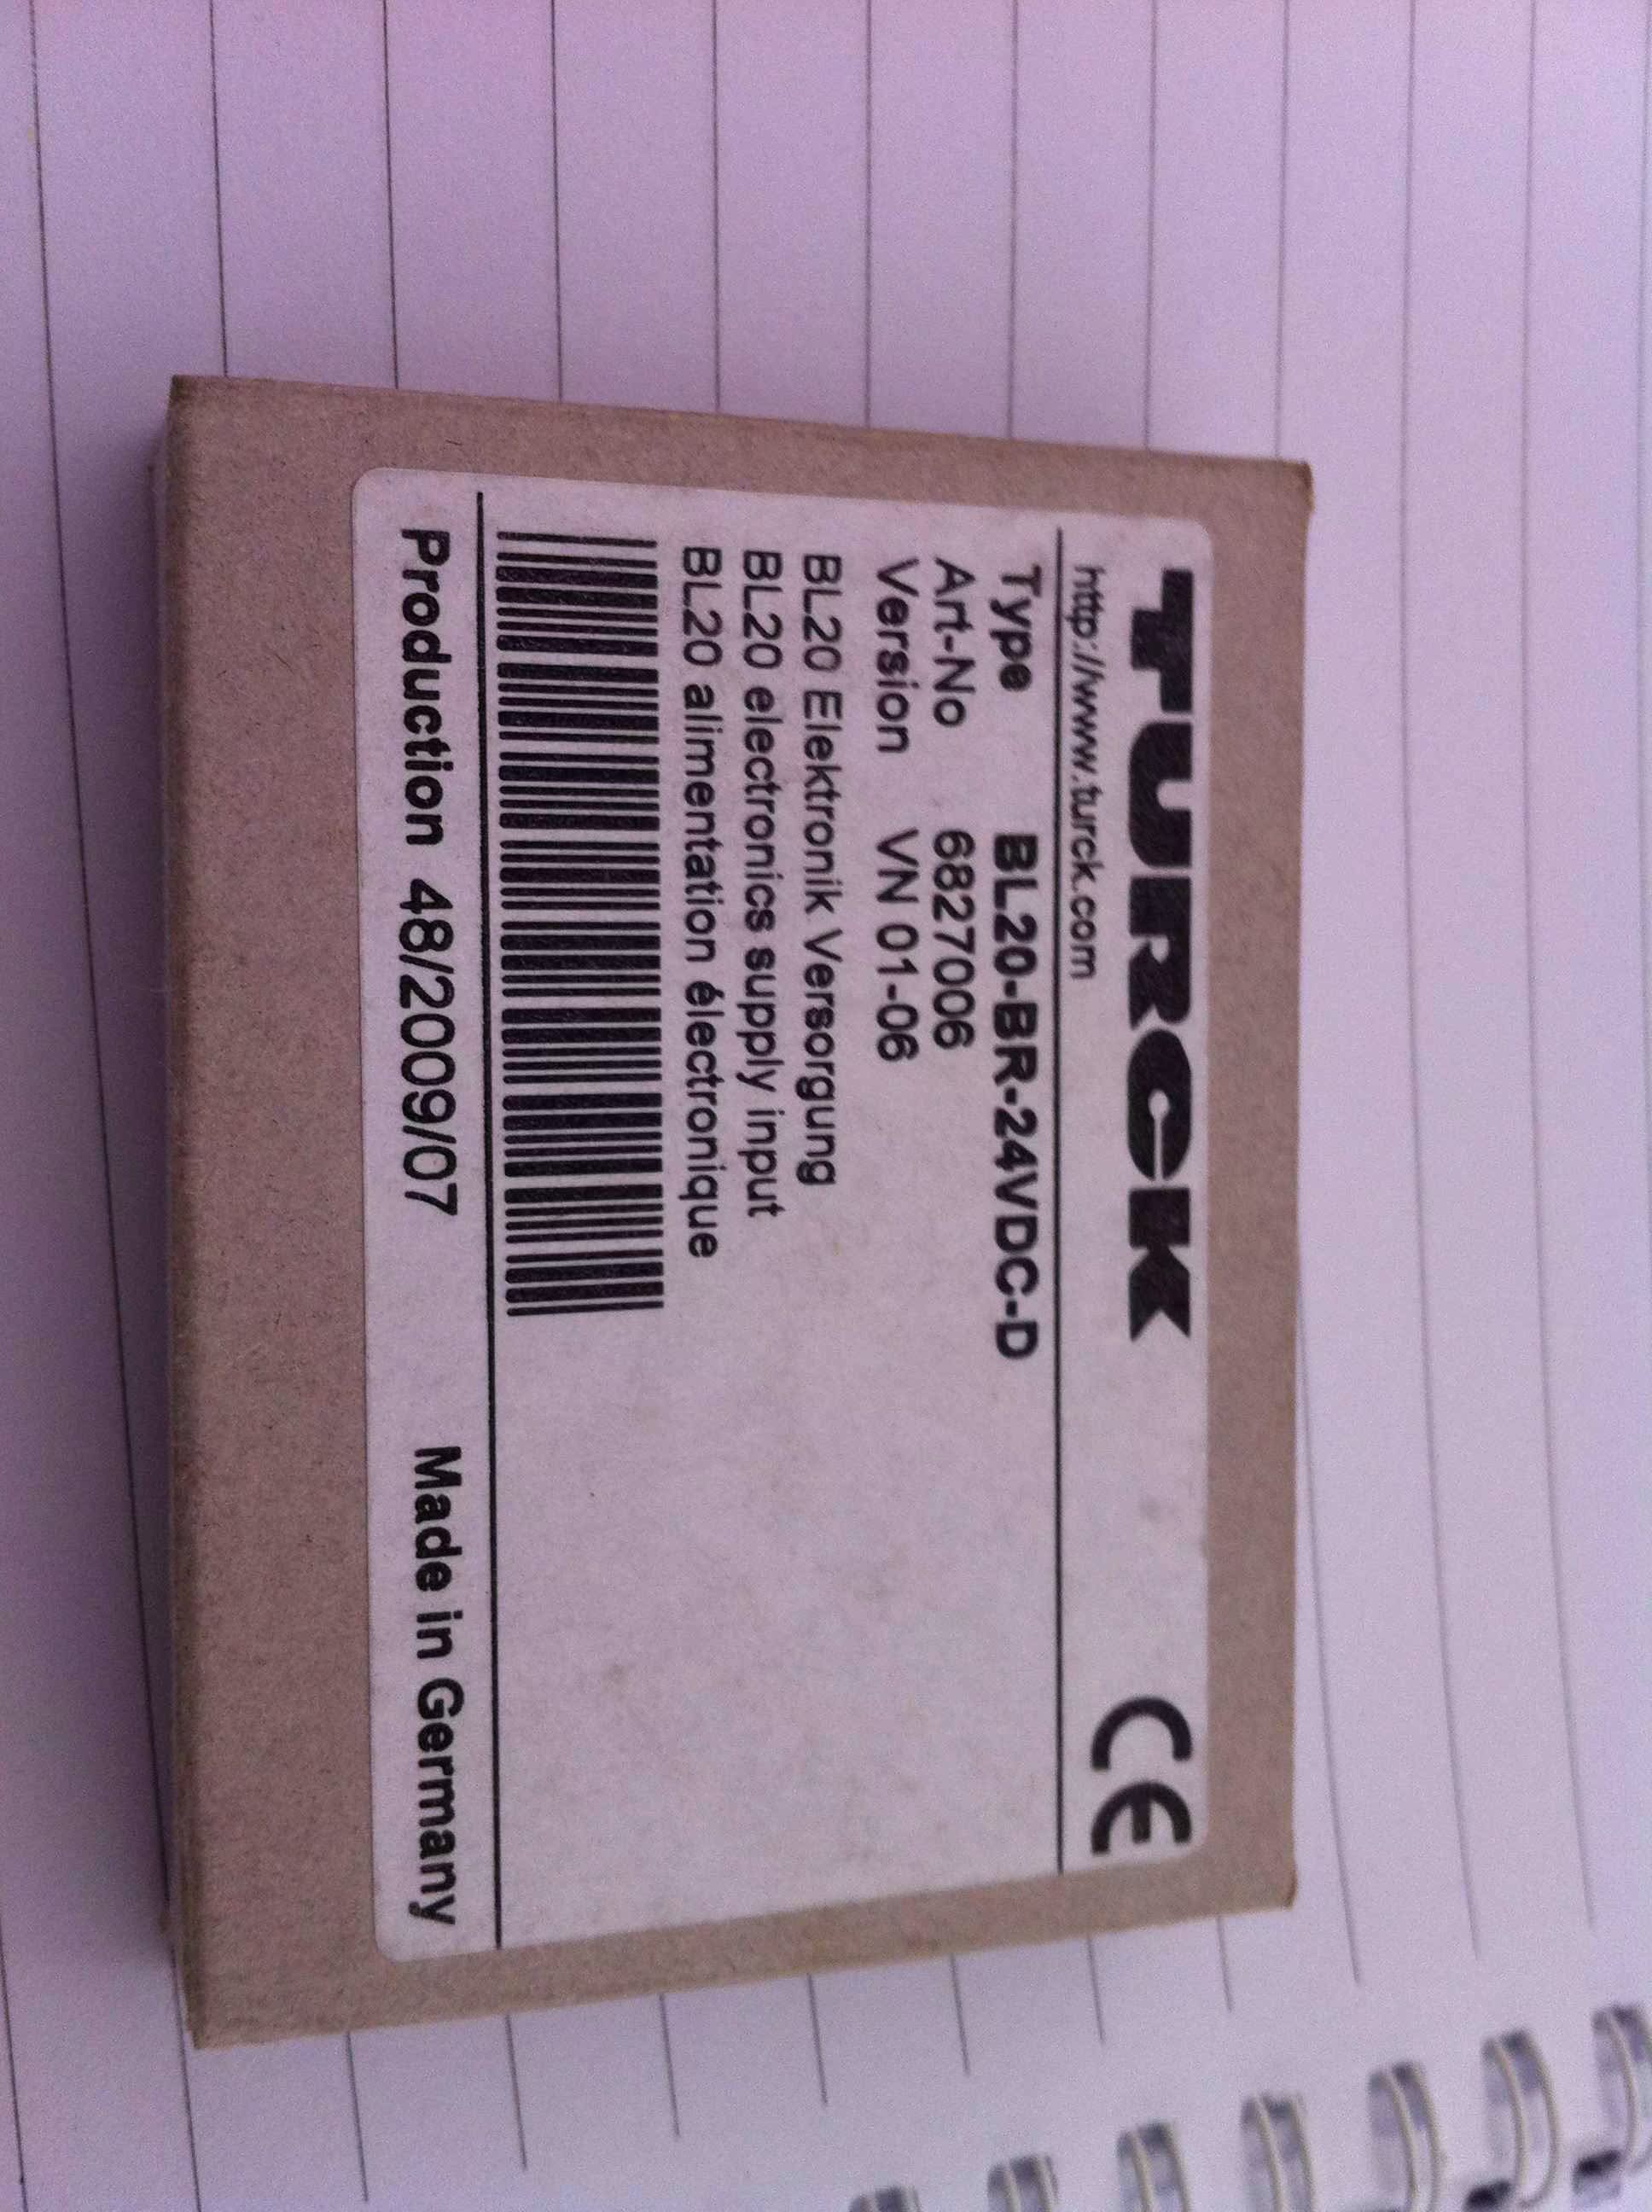 TURCK
CE
http://www.turck.com
Type BL20-BR-24VDC-D
Art-No 6827006
Version VN 01-06
BL20 Elektronik Versorgung
BL20 electronics supply input
BL20 alimentation électronique
Production 48/2009/07 Made in Germany